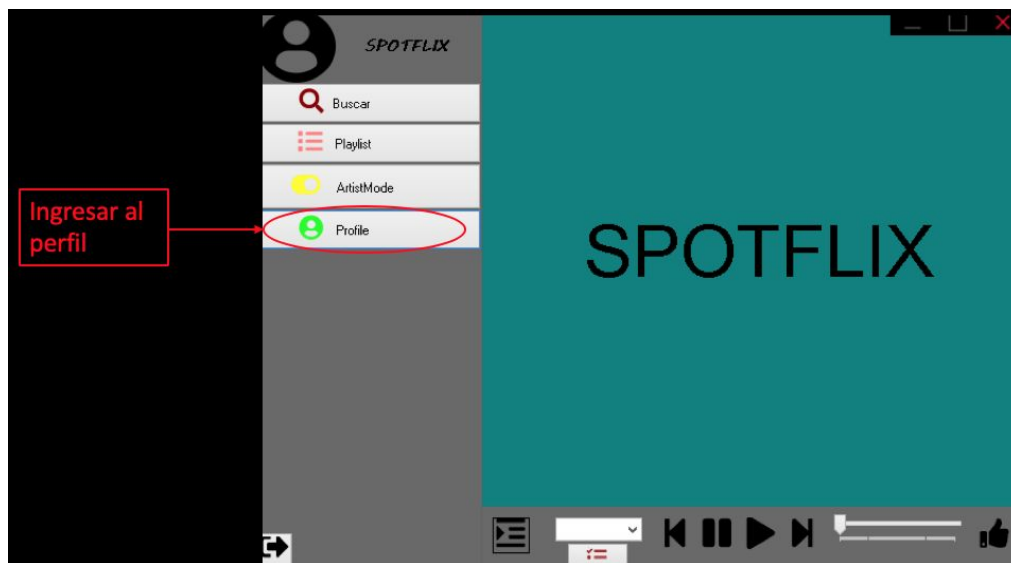 SPOTFLIX
Buscar
Playlist
ArtistMode
Ingresar al
perfil
Profile
SPOTFLIX